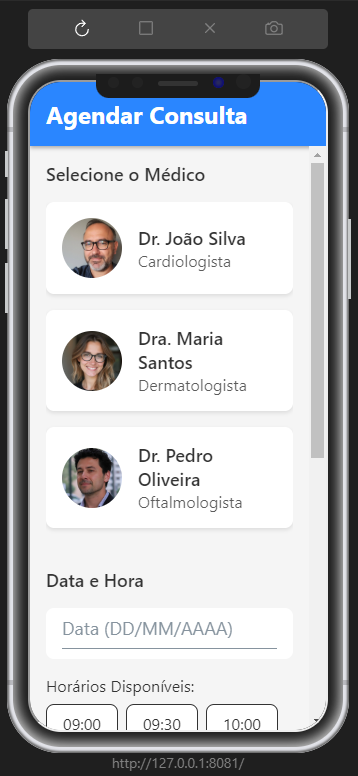 Agendar Consulta
Selecione o Médico
Dr. João Silva
Cardiologista
Dra. Maria
Santos
Dermatologista
Dr. Pedro
Oliveira
Oftalmologista
Data e Hora
Data (DD/MM/AAAA)
Horários Disponíveis:
09:00 09:30 10:00
http://127.0.0.1:8081/